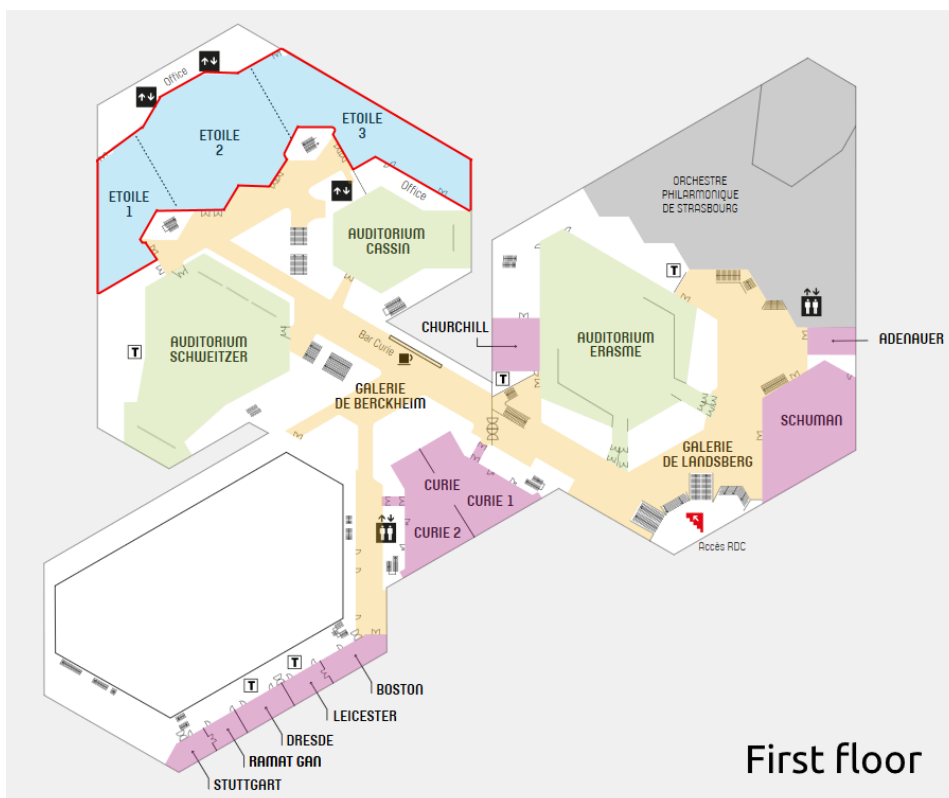 Office
ETOILE
2
ETOILE
3
ETOILE
1
Office
AUDITORIUM
CASSIN
ORCHESTRE
PHILARMONIQUE
DE STRASBOURG
T
CHURCHILL
AUDITORIUM
ERASME
ADENAUER
T
AUDITORIUM
SCHWEITZER
Bar Curie
T
GALERIE
DE BERCKHEIM
SCHUMAN
GALERIE
DE LANDSBERG
CURIE
CURIE 1
CURIE 2
Accès RDC
T
T
BOSTON
LEICESTER
DRESDE
RAMAT GAN
STUTTGART
First floor